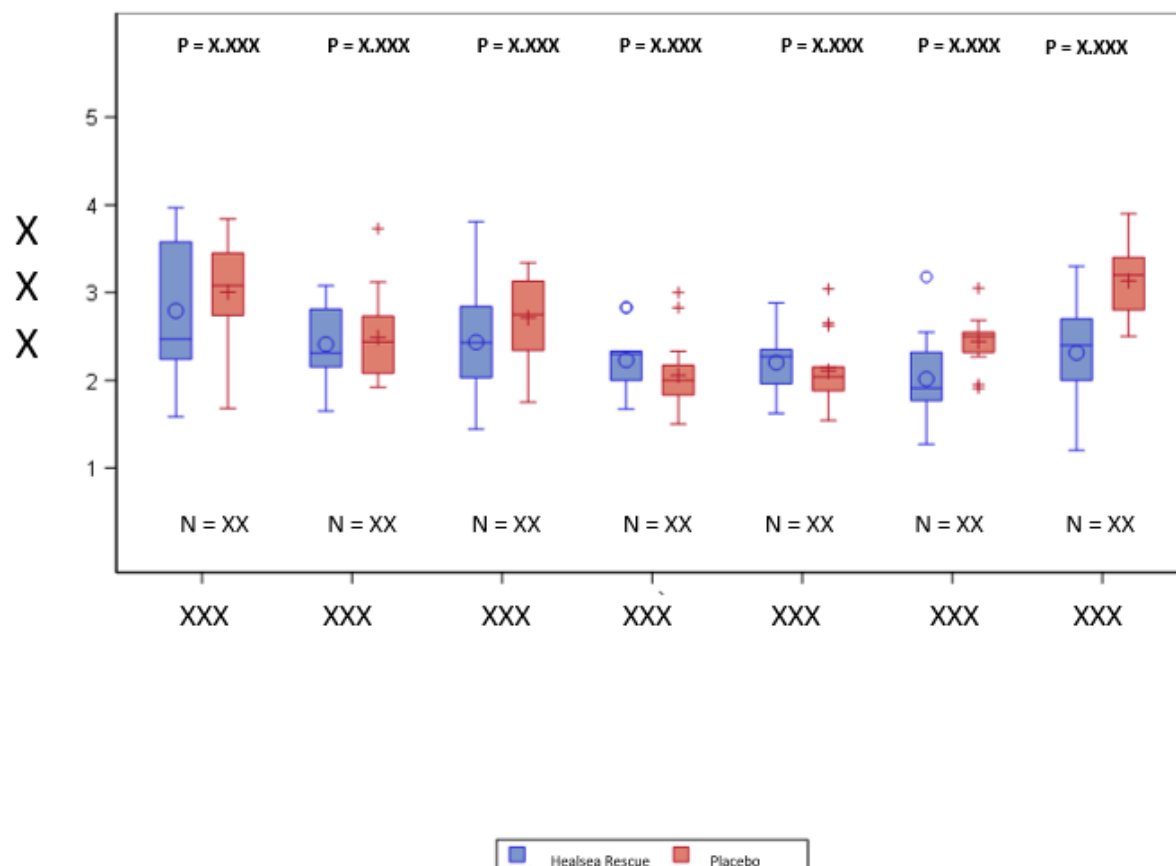 P = X.XXX P = X.XXX P = X.XXX P = X.XXX P = X.XXX P = X.XXX P = X.XXX
5
4
X
3
X
X
2
1
N = XX N = XX N = XX N = XX N = XX N = XX N = XX
XXX XXX XXX XXX XXX XXX XXX
Healsea Rescue Placebo